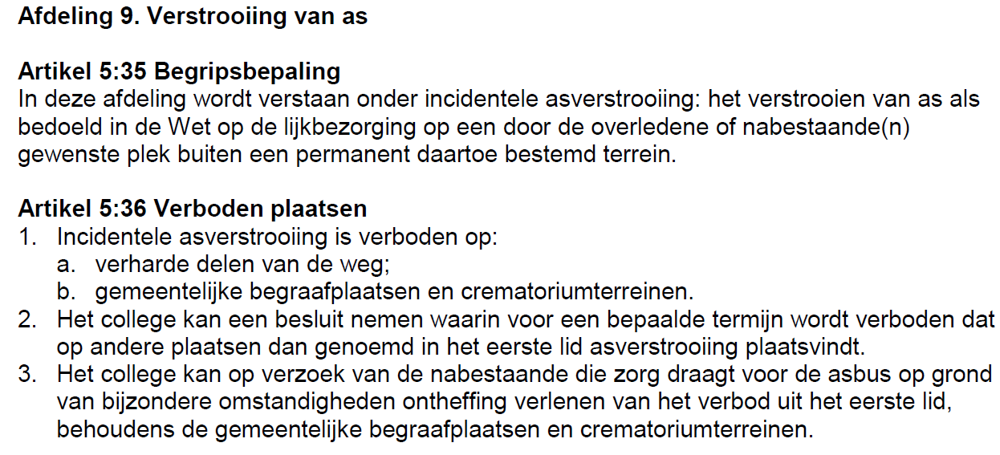 Afdeling 9. Verstrooiing van as
Artikel 5:35 Begripsbepaling
In deze afdeling wordt verstaan onder incidentele asverstrooiing: het verstrooien van as als
bedoeld in de Wet op de lijkbezorging op een door de overledene of nabestaande(n)
gewenste plek buiten een permanent daartoe bestemd terrein.
Artikel 5:36 Verboden plaatsen
1. Incidentele asverstrooiing is verboden op:
a. verharde delen van de weg;
b. gemeentelijke begraafplaatsen en crematoriumterreinen.
2. Het college kan een besluit nemen waarin voor een bepaalde termijn wordt verboden dat
op andere plaatsen dan genoemd in het eerste lid asverstrooiing plaatsvindt.
3. Het college kan op verzoek van de nabestaande die zorg draagt voor de asbus op grond
van bijzondere omstandigheden ontheffing verlenen van het verbod uit het eerste lid,
behoudens de gemeentelijke begraafplaatsen en crematoriumterreinen.